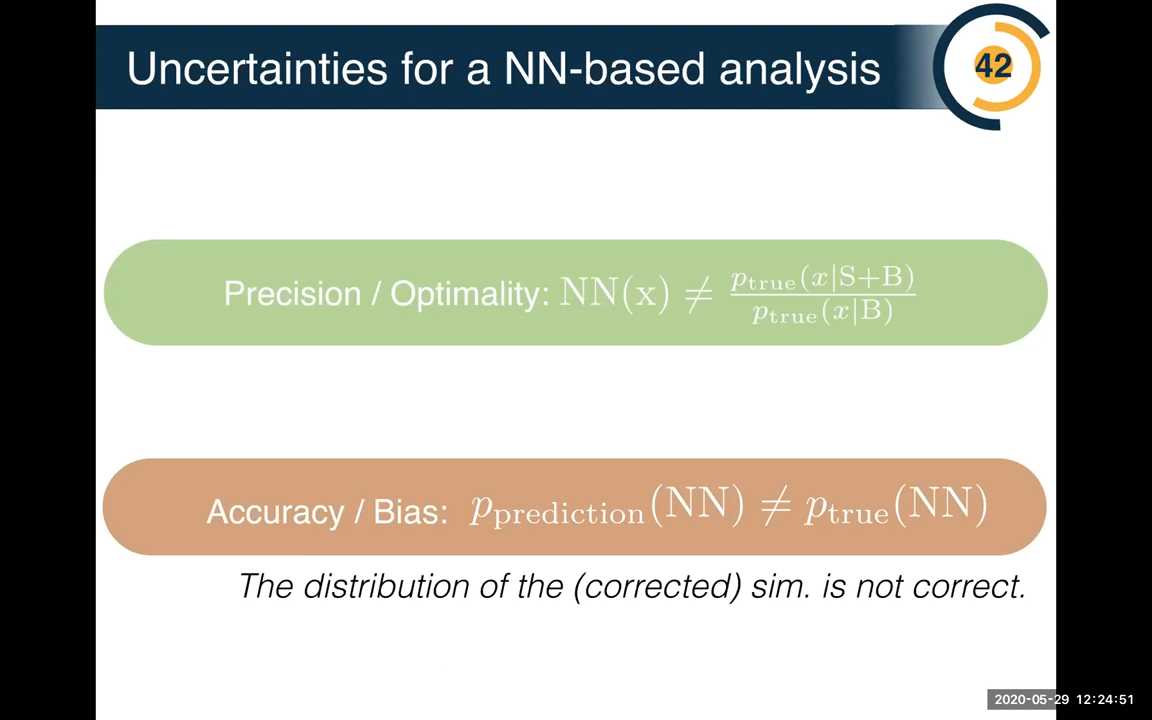 Uncertainties for a NN-based analysis
42
Precision / Optimality: NN(x) ≠ p_true(x|S+B) / p_true(x|B)
Accuracy / Bias: p_prediction(NN) ≠ p_true(NN)
The distribution of the (corrected) sim. is not correct.
2020-05-29 12:24:51